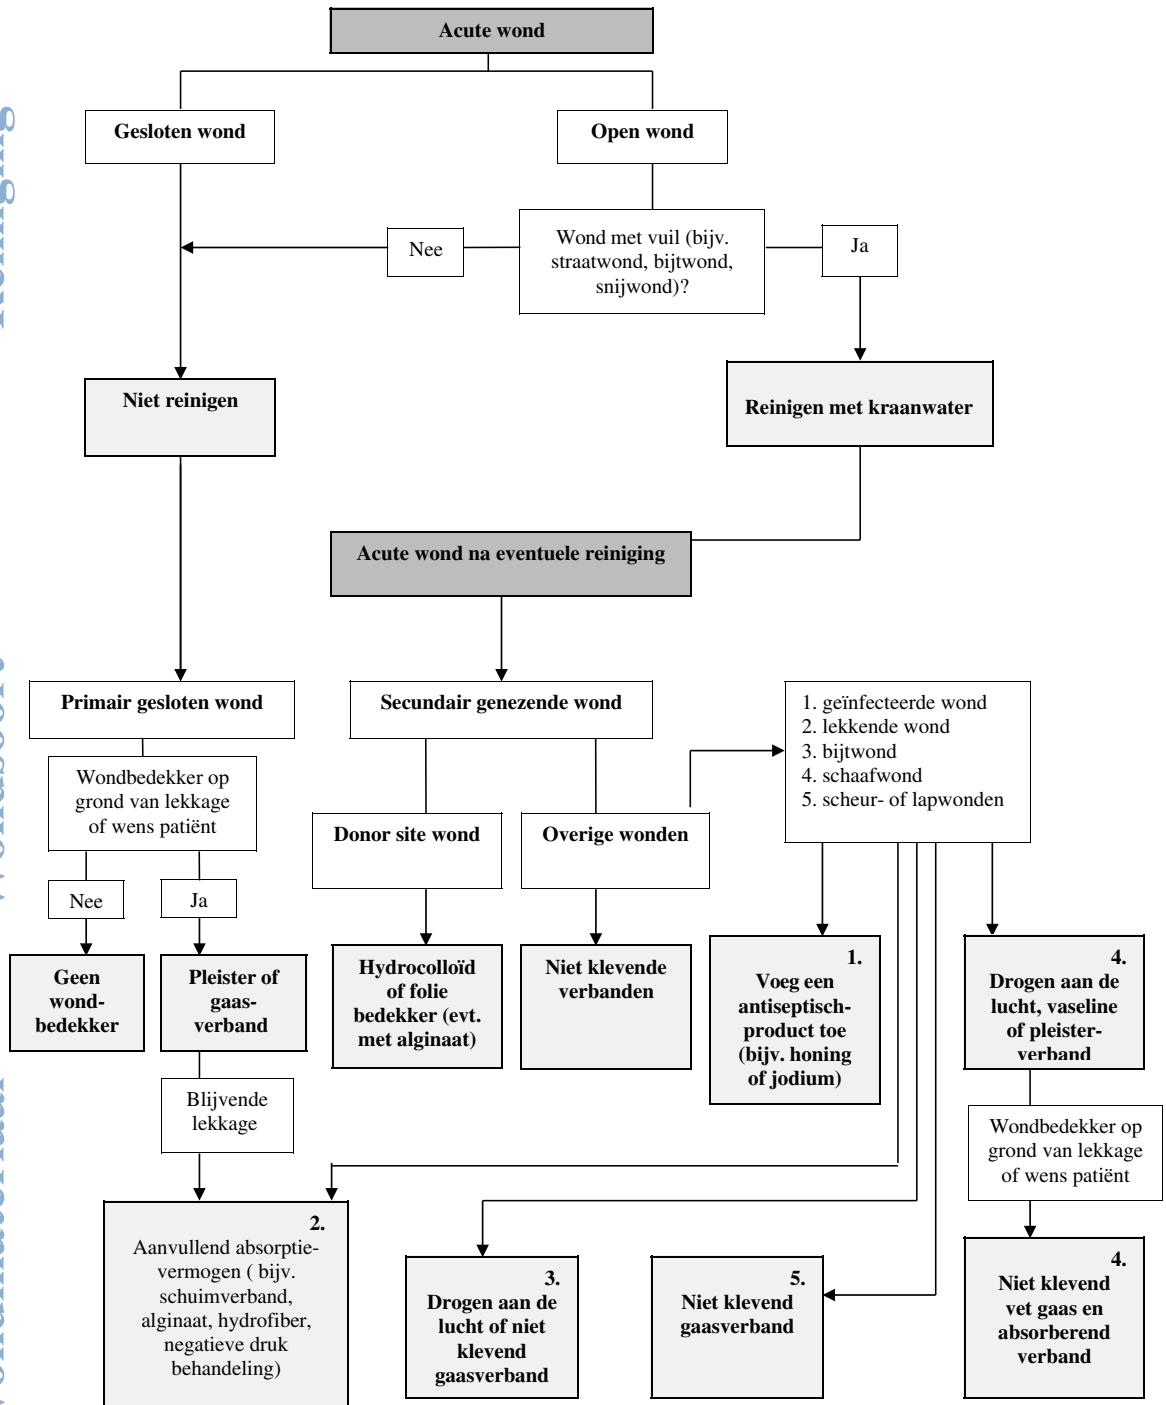 Acute wond
Gesloten wond
Open wond
Nee
Wond met vuil (bijv.
straatwond, bijtwond,
snijwond)?
Ja
Niet reinigen
Reinigen met kraanwater
Acute wond na eventuele reiniging
Primair gesloten wond
Secundair genezende wond
1. geïnfecteerde wond
2. lekkende wond
3. bijtwond
4. schaafwond
5. scheur- of lapwonden
Wondbedekker op
grond van lekkage
of wens patiënt
Donor site wond
Overige wonden
Nee
Ja
Geen
wond-
bedekker
Pleister of
gaas-
verband
Hydrocolloïd
of folie
bedekker (evt.
met alginaat)
Niet klevende
verbanden
1.
Voeg een
antiseptisch-
product toe
(bijv. honing
of jodium)
4.
Drogen aan de
lucht, vaseline
of pleister-
verband
Blijvende
lekkage
Wondbedekker op
grond van lekkage
of wens patiënt
2.
Aanvullend absorptie-
vermogen ( bijv.
schuimverband,
alginaat, hydrofiber,
negatieve druk
behandeling)
3.
Drogen aan de
lucht of niet
klevend
gaasverband
5.
Niet klevend
gaasverband
4.
Niet klevend
vet gaas en
absorberend
verband